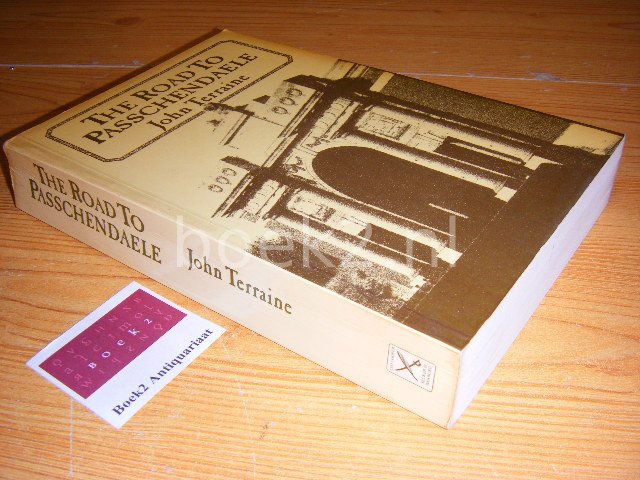 THE ROAD TO
PASSCHENDAELE
John Terraine
THE ROAD TO
PASSCHENDAELE
John Terraine
boek2.nl
BOEK2
Boek2 Antiquariaat